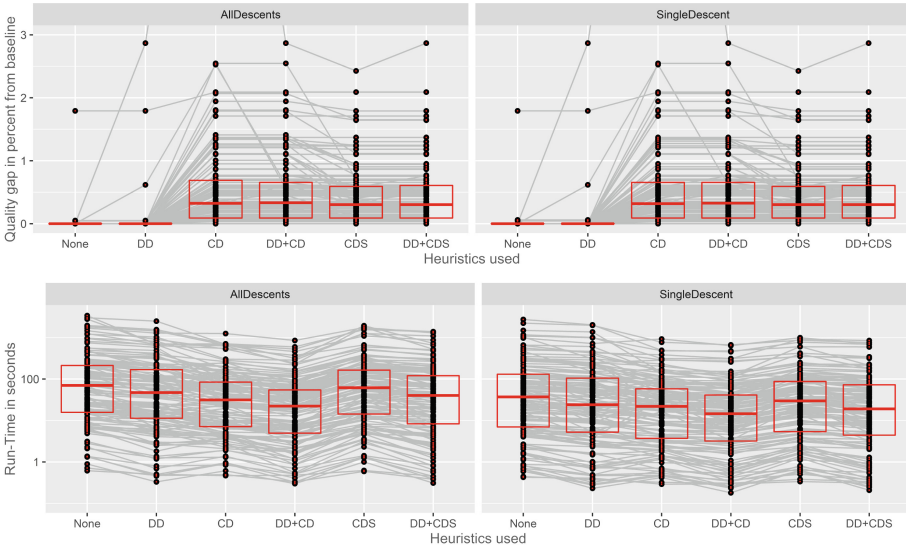 AllDescents
SingleDescent
Quality gap in percent from baseline
3
2
1
0
None DD CD DD+CD CDS DD+CDS
None DD CD DD+CD CDS DD+CDS
Heuristics used
AllDescents
SingleDescent
Run-Time in seconds
100
1
None DD CD DD+CD CDS DD+CDS
None DD CD DD+CD CDS DD+CDS
Heuristics used